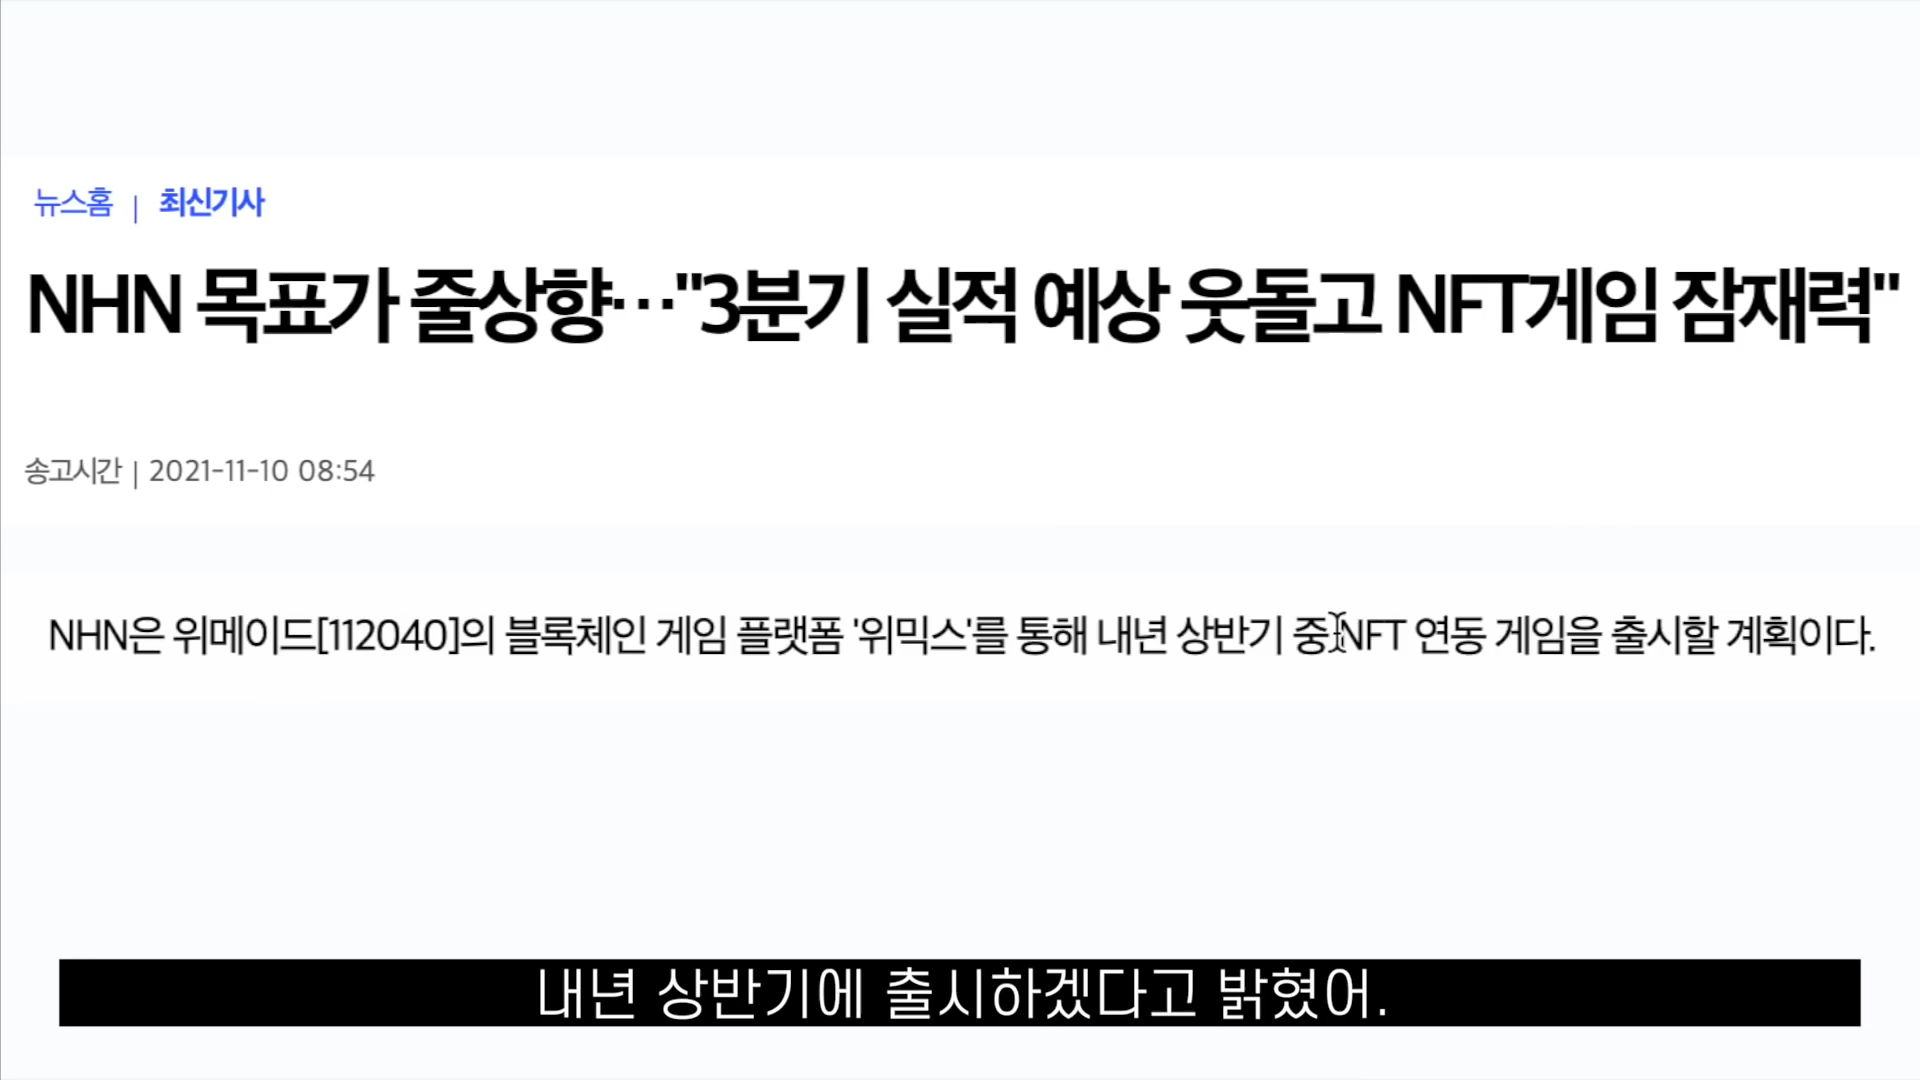 뉴스홈 | 최신기사
NHN 목표가 줄상향…"3분기 실적 예상 웃돌고 NFT게임 잠재력"
송고시간 | 2021-11-10 08:54
NHN은 위메이드[112040]의 블록체인 게임 플랫폼 '위믹스'를 통해 내년 상반기 중 NFT 연동 게임을 출시할 계획이다.
내년 상반기에 출시하겠다고 밝혔어.